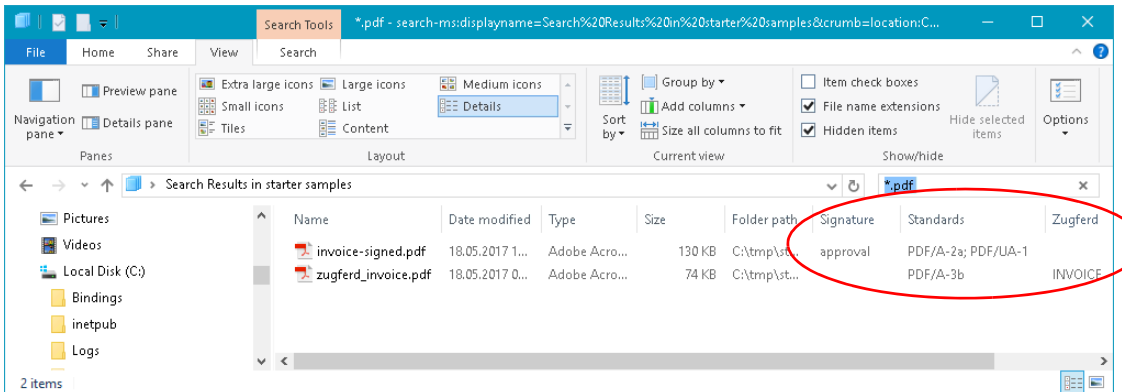 Search Tools *.pdf - search-ms:displayname=Search%20Results%20in%20starter%20samples&crumb=location:C...
File Home Share View Search
Navigation pane Preview pane Details pane
Panes
Extra large icons Large icons Medium icons
Small icons List Details
Tiles Content
Layout
Sort by Group by
Add columns
Size all columns to fit
Current view
Item check boxes
File name extensions
Hidden items
Hide selected items
Show/hide
Options
Search Results in starter samples *.pdf
Pictures
Videos
Local Disk (C:)
Bindings
inetpub
Logs
Name Date modified Type Size Folder path Signature Standards Zugferd
invoice-signed.pdf 18.05.2017 1... Adobe Acro... 130 KB C:\tmp\st... approval PDF/A-2a; PDF/UA-1
zugferd_invoice.pdf 18.05.2017 0... Adobe Acro... 74 KB C:\tmp\st... PDF/A-3b INVOICE
2 items